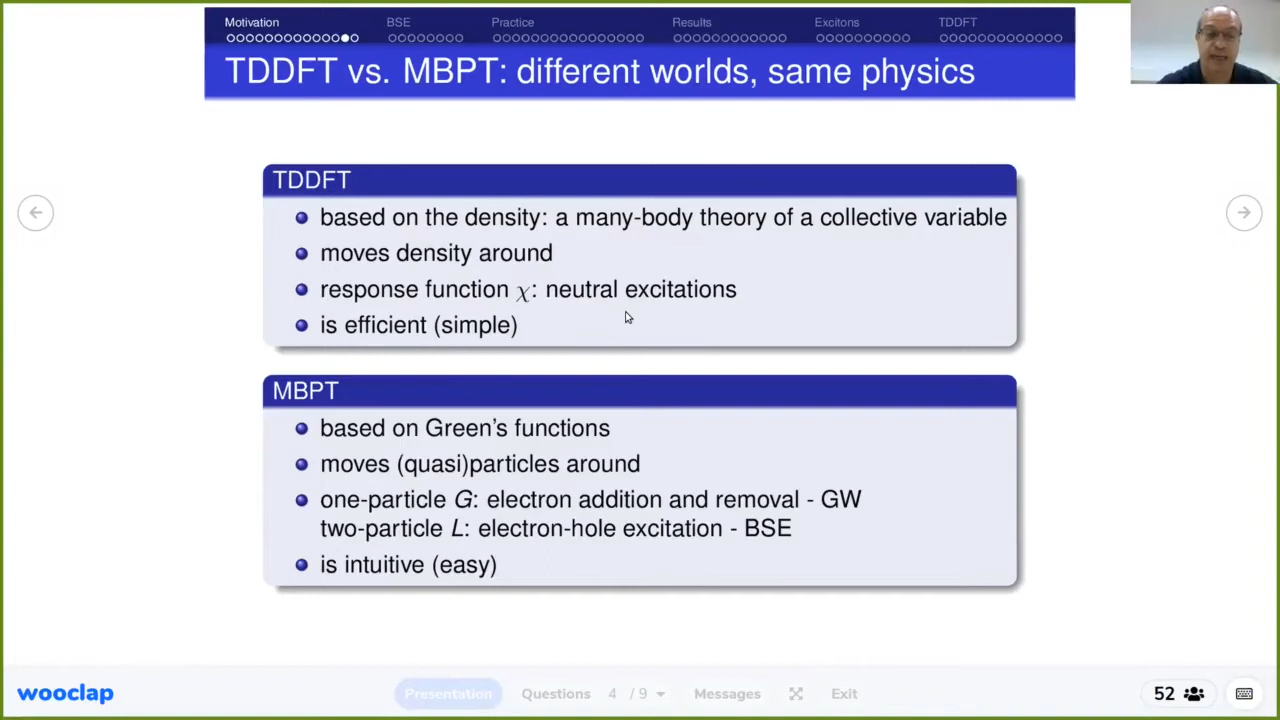 Motivation BSE Practice Results Excitons TDDFT
TDDFT vs. MBPT: different worlds, same physics
TDDFT
based on the density: a many-body theory of a collective variable
moves density around
response function χ: neutral excitations
is efficient (simple)
MBPT
based on Green's functions
moves (quasi)particles around
one-particle G: electron addition and removal - GW
two-particle L: electron-hole excitation - BSE
is intuitive (easy)
wooclap Presentation Questions 4 / 9 Messages Exit 52